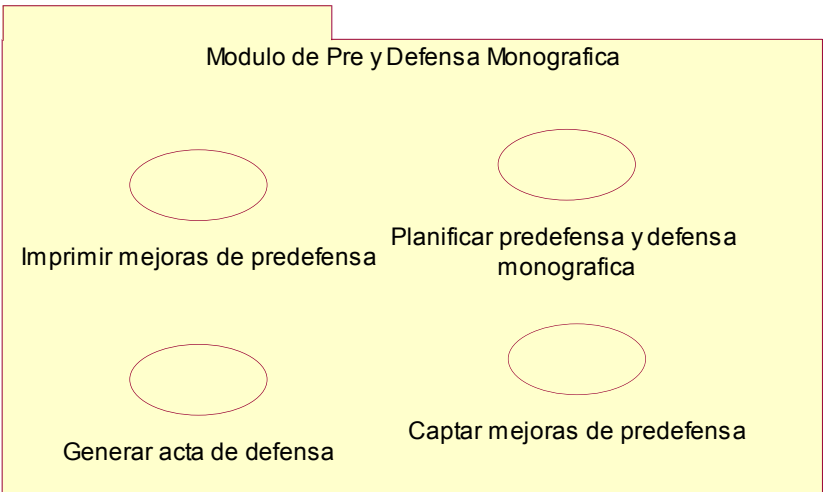 Modulo de Pre y Defensa Monografica
Imprimir mejoras de predefensa
Planificar predefensa y defensa
monografica
Generar acta de defensa
Captar mejoras de predefensa